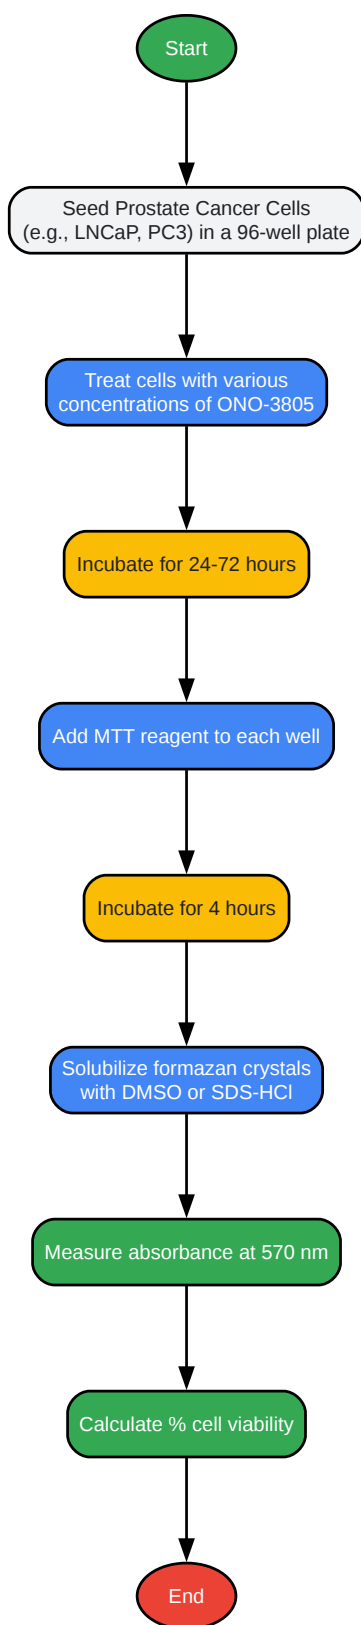 Start
Seed Prostate Cancer Cells
(e.g., LNCaP, PC3) in a 96-well plate
Treat cells with various
concentrations of ONO-3805
Incubate for 24-72 hours
Add MTT reagent to each well
Incubate for 4 hours
Solubilize formazan crystals
with DMSO or SDS-HCl
Measure absorbance at 570 nm
Calculate % cell viability
End